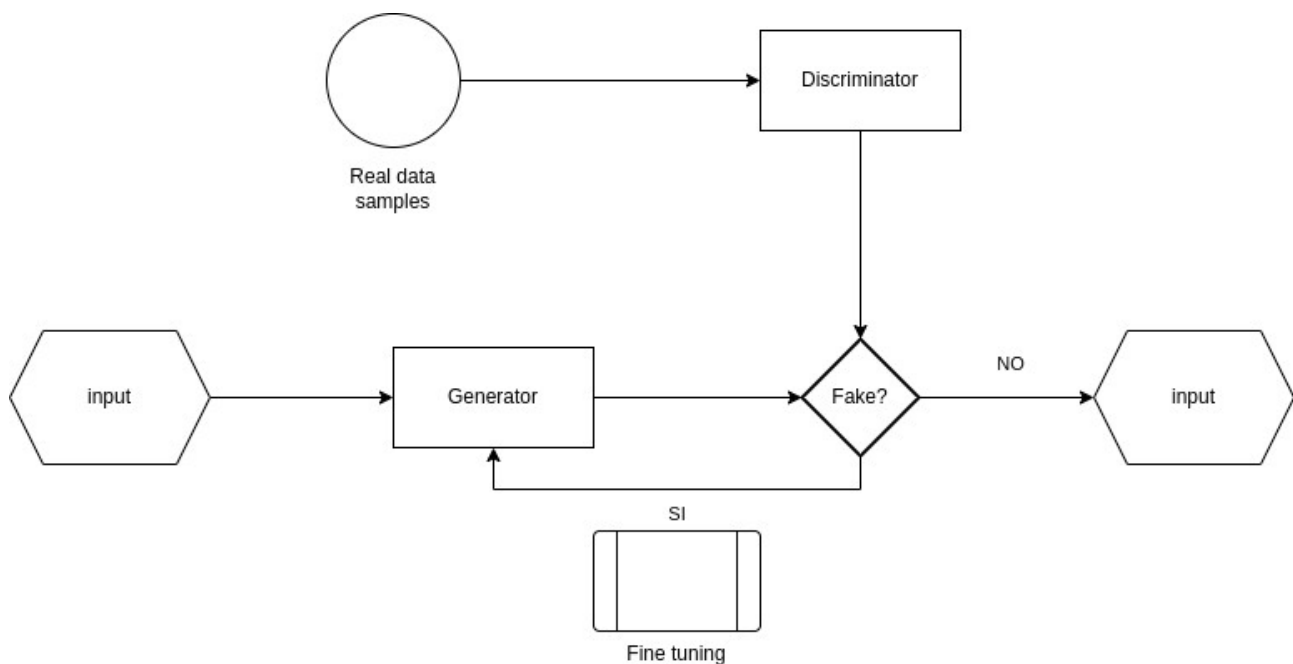 Discriminator
Real data
samples
input
Generator
Fake?
NO
input
SI
Fine tuning